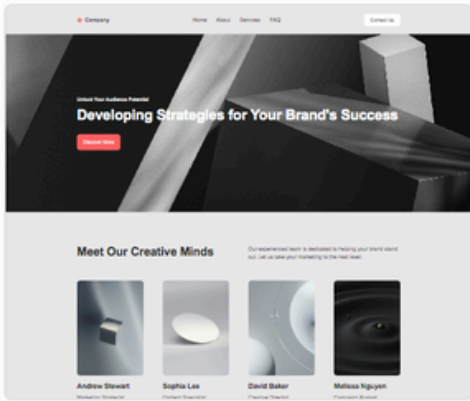 Company
Home About Services FAQ
Contact Us
Unlock Your Audience Potential
Developing Strategies for Your Brand's Success
Discover More
Meet Our Creative Minds
Our experienced team is dedicated to helping your brand stand
out. Let us take your marketing to the next level.
Andrew Stewart
Sophia Lee
David Baker
Melissa Nguyen